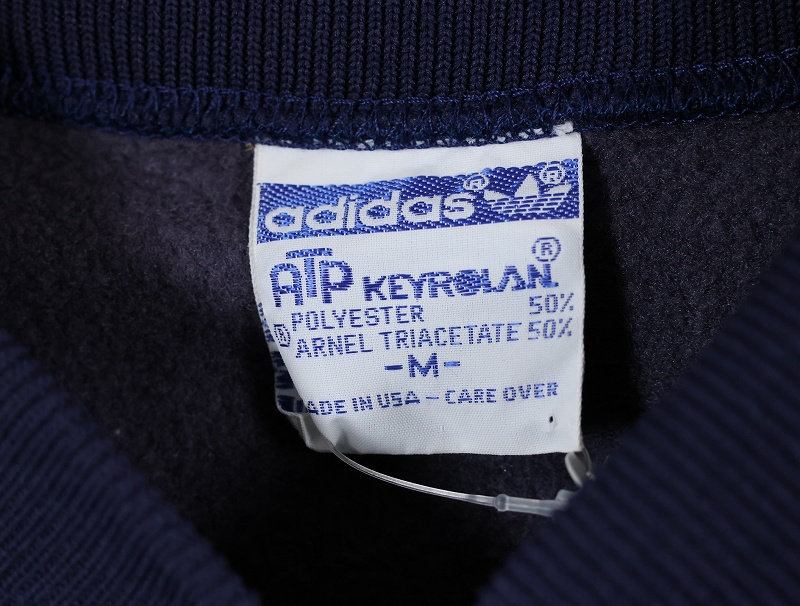 adidas® ®
ATP KEYROLAN®
POLYESTER 50%
® ARNEL TRIACETATE 50%
-M-
MADE IN USA - CARE OVER